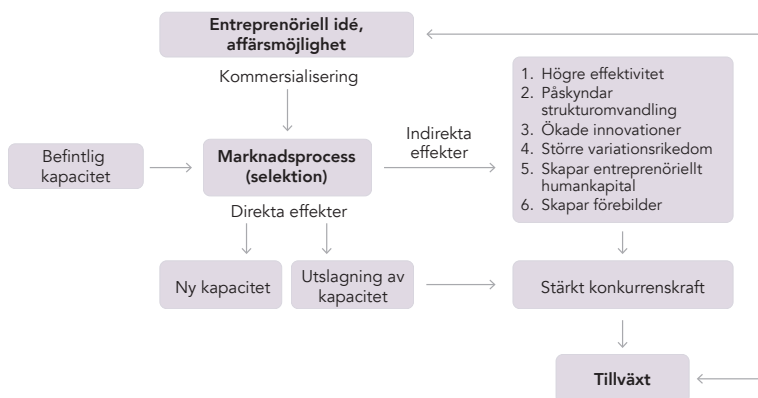 Entreprenöriell idé,
affärsmöjlighet
Kommersialisering
Befintlig
kapacitet
Marknadsprocess
(selektion)
Indirekta
effekter
1. Högre effektivitet
2. Påskyndar
strukturomvandling
3. Ökade innovationer
4. Större variationsrikedom
5. Skapar entreprenöriellt
humankapital
6. Skapar förebilder
Direkta effekter
Ny kapacitet
Utslagning av
kapacitet
Stärkt konkurrenskraft
Tillväxt